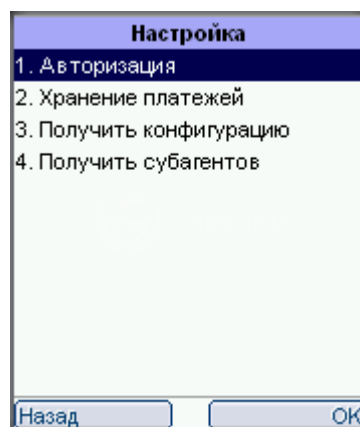 Настройка
1. Авторизация
2. Хранение платежей
3. Получить конфигурацию
4. Получить субагентов
Назад OK